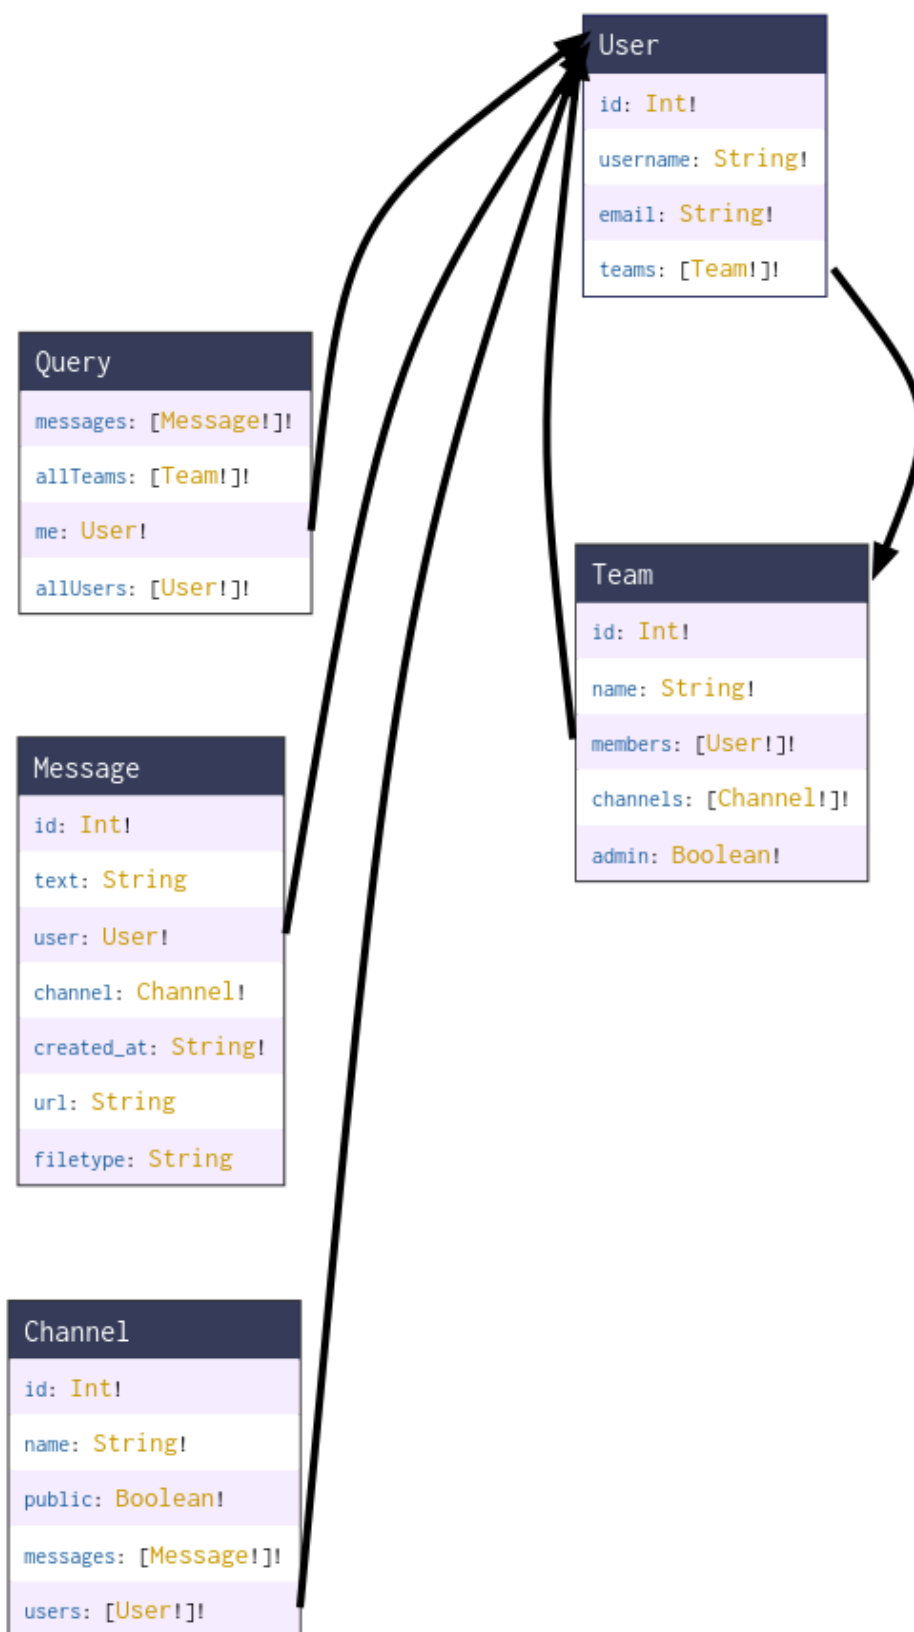 User
id: Int!
username: String!
email: String!
teams: [Team!]!
Query
messages: [Message!]!
allTeams: [Team!]!
me: User!
allUsers: [User!]!
Team
id: Int!
name: String!
members: [User!]!
channels: [Channel!]!
admin: Boolean!
Message
id: Int!
text: String
user: User!
channel: Channel!
created_at: String!
url: String
filetype: String
Channel
id: Int!
name: String!
public: Boolean!
messages: [Message!]!
users: [User!]!